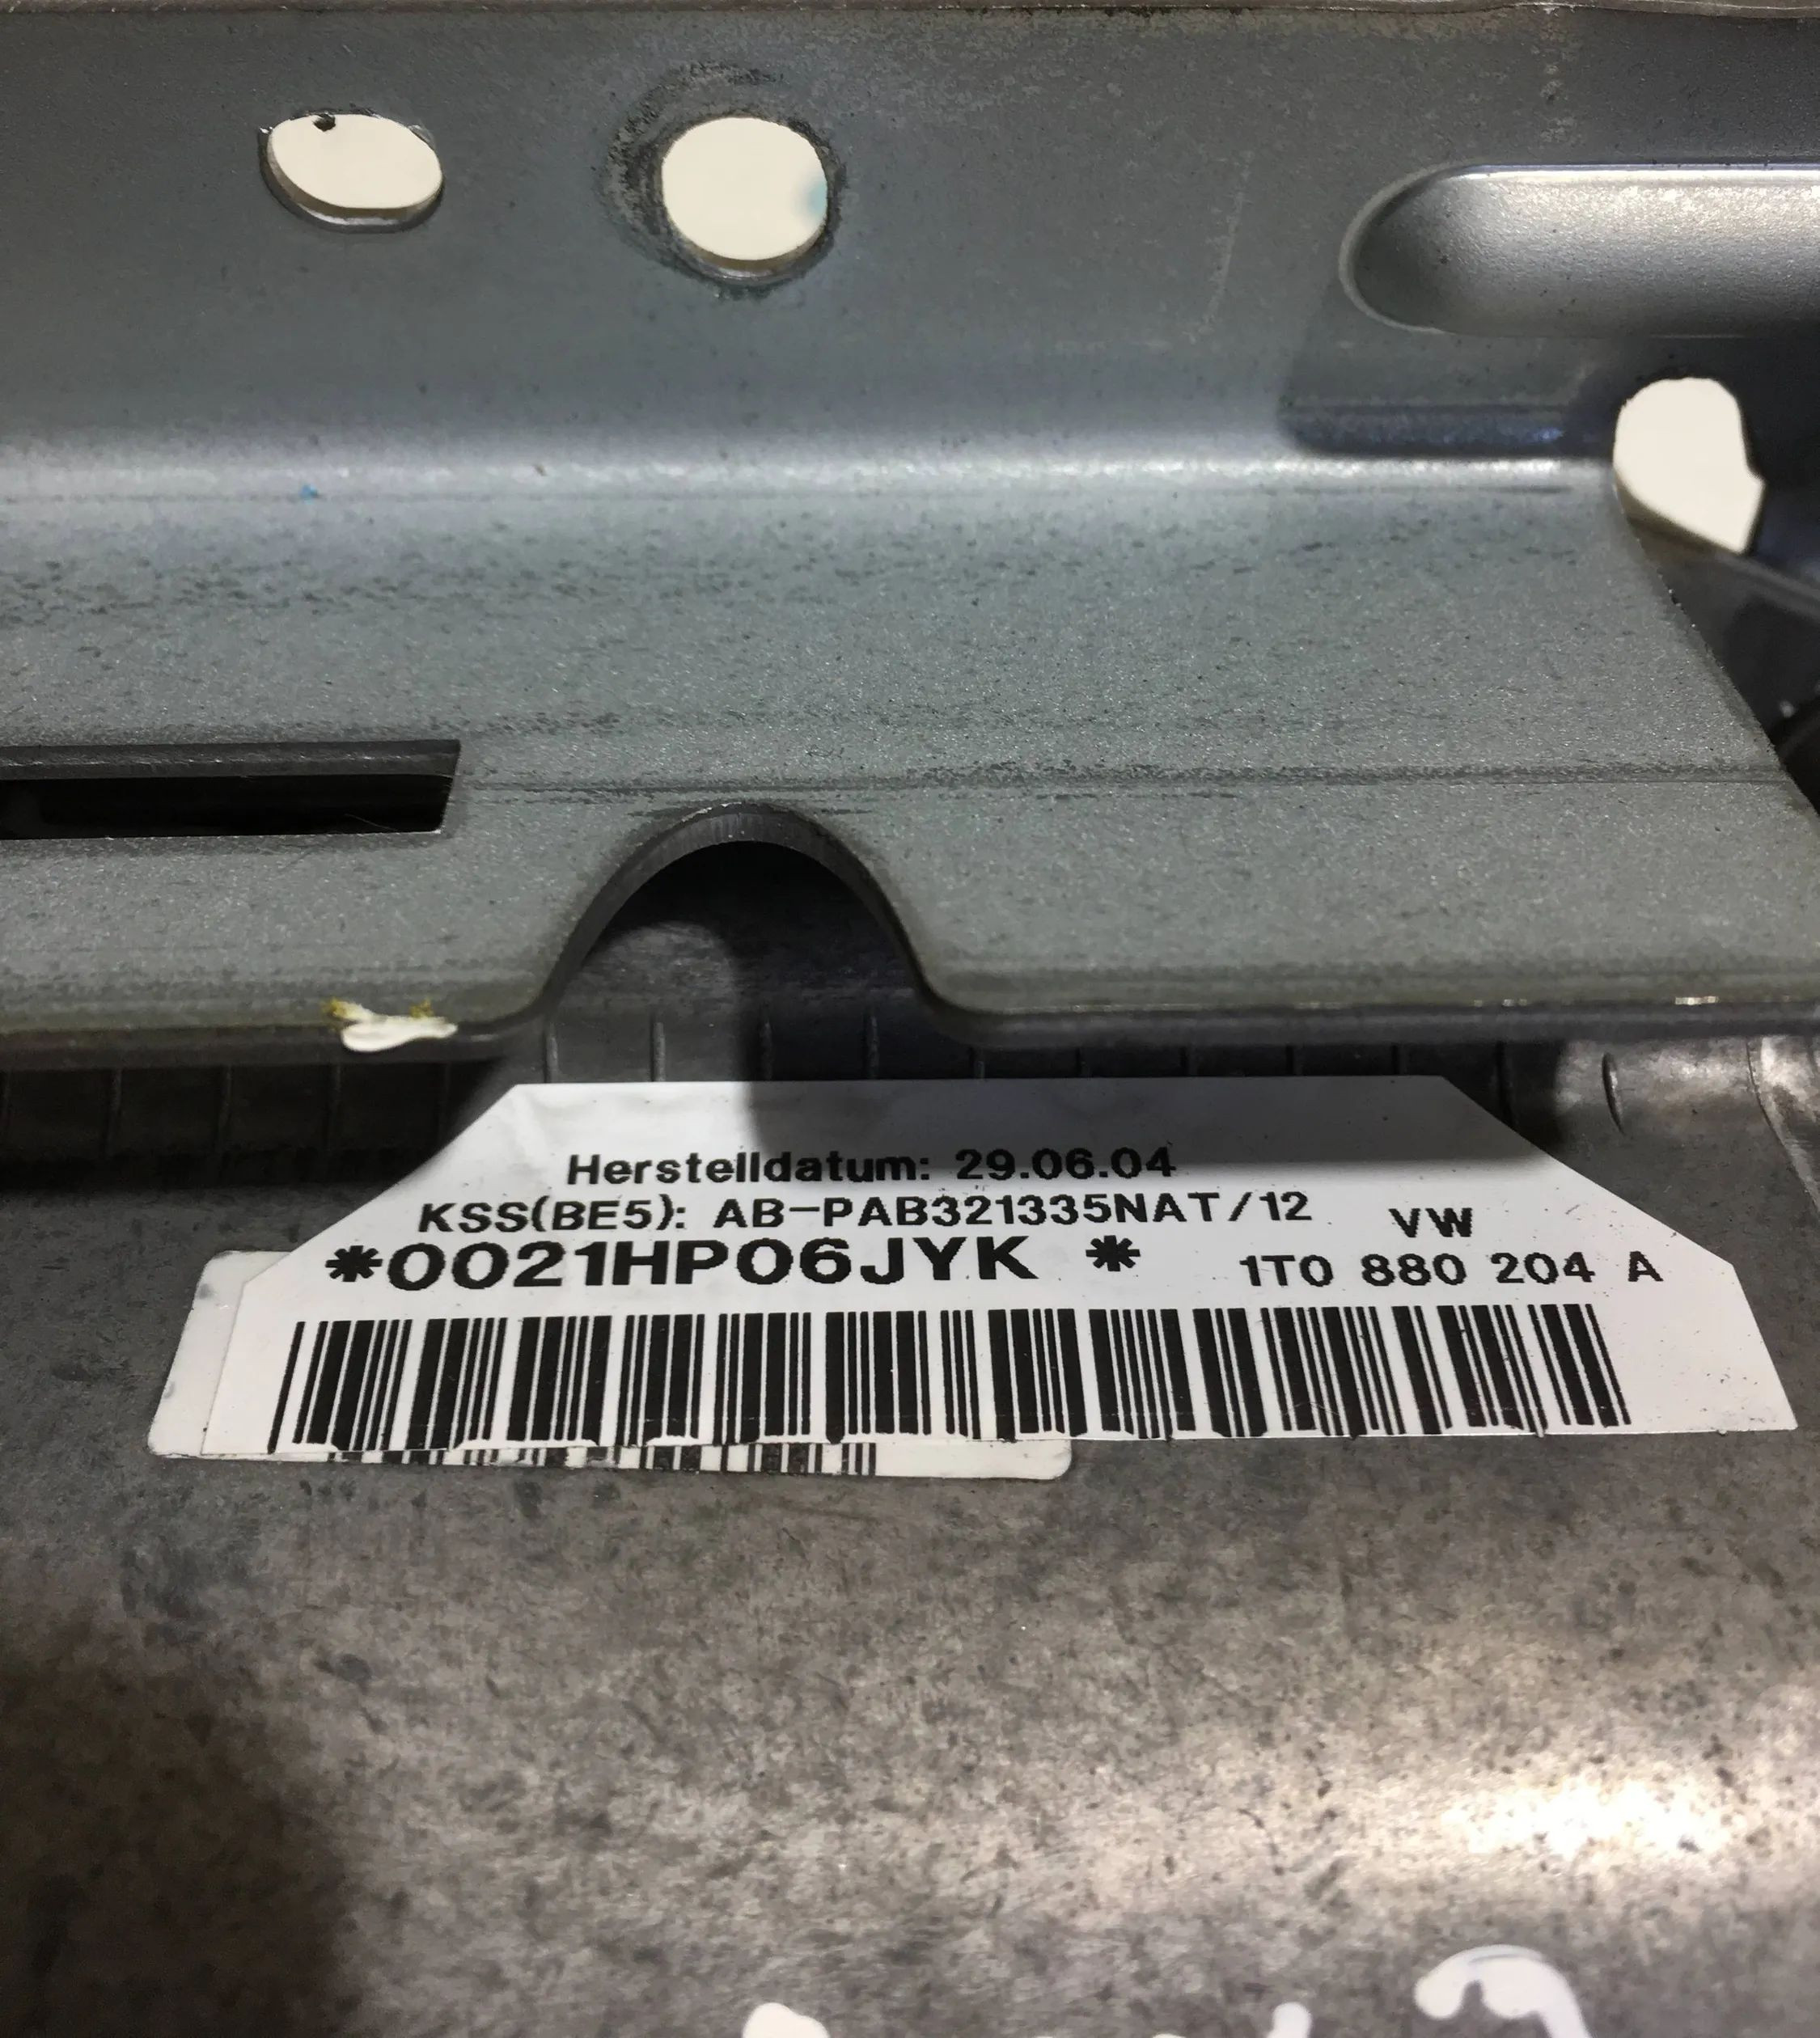 Herstelldatum: 29.06.04
KSS(BE5): AB-PAB321335NAT/12
VW
*0021HP06JYK *
1T0 880 204 A